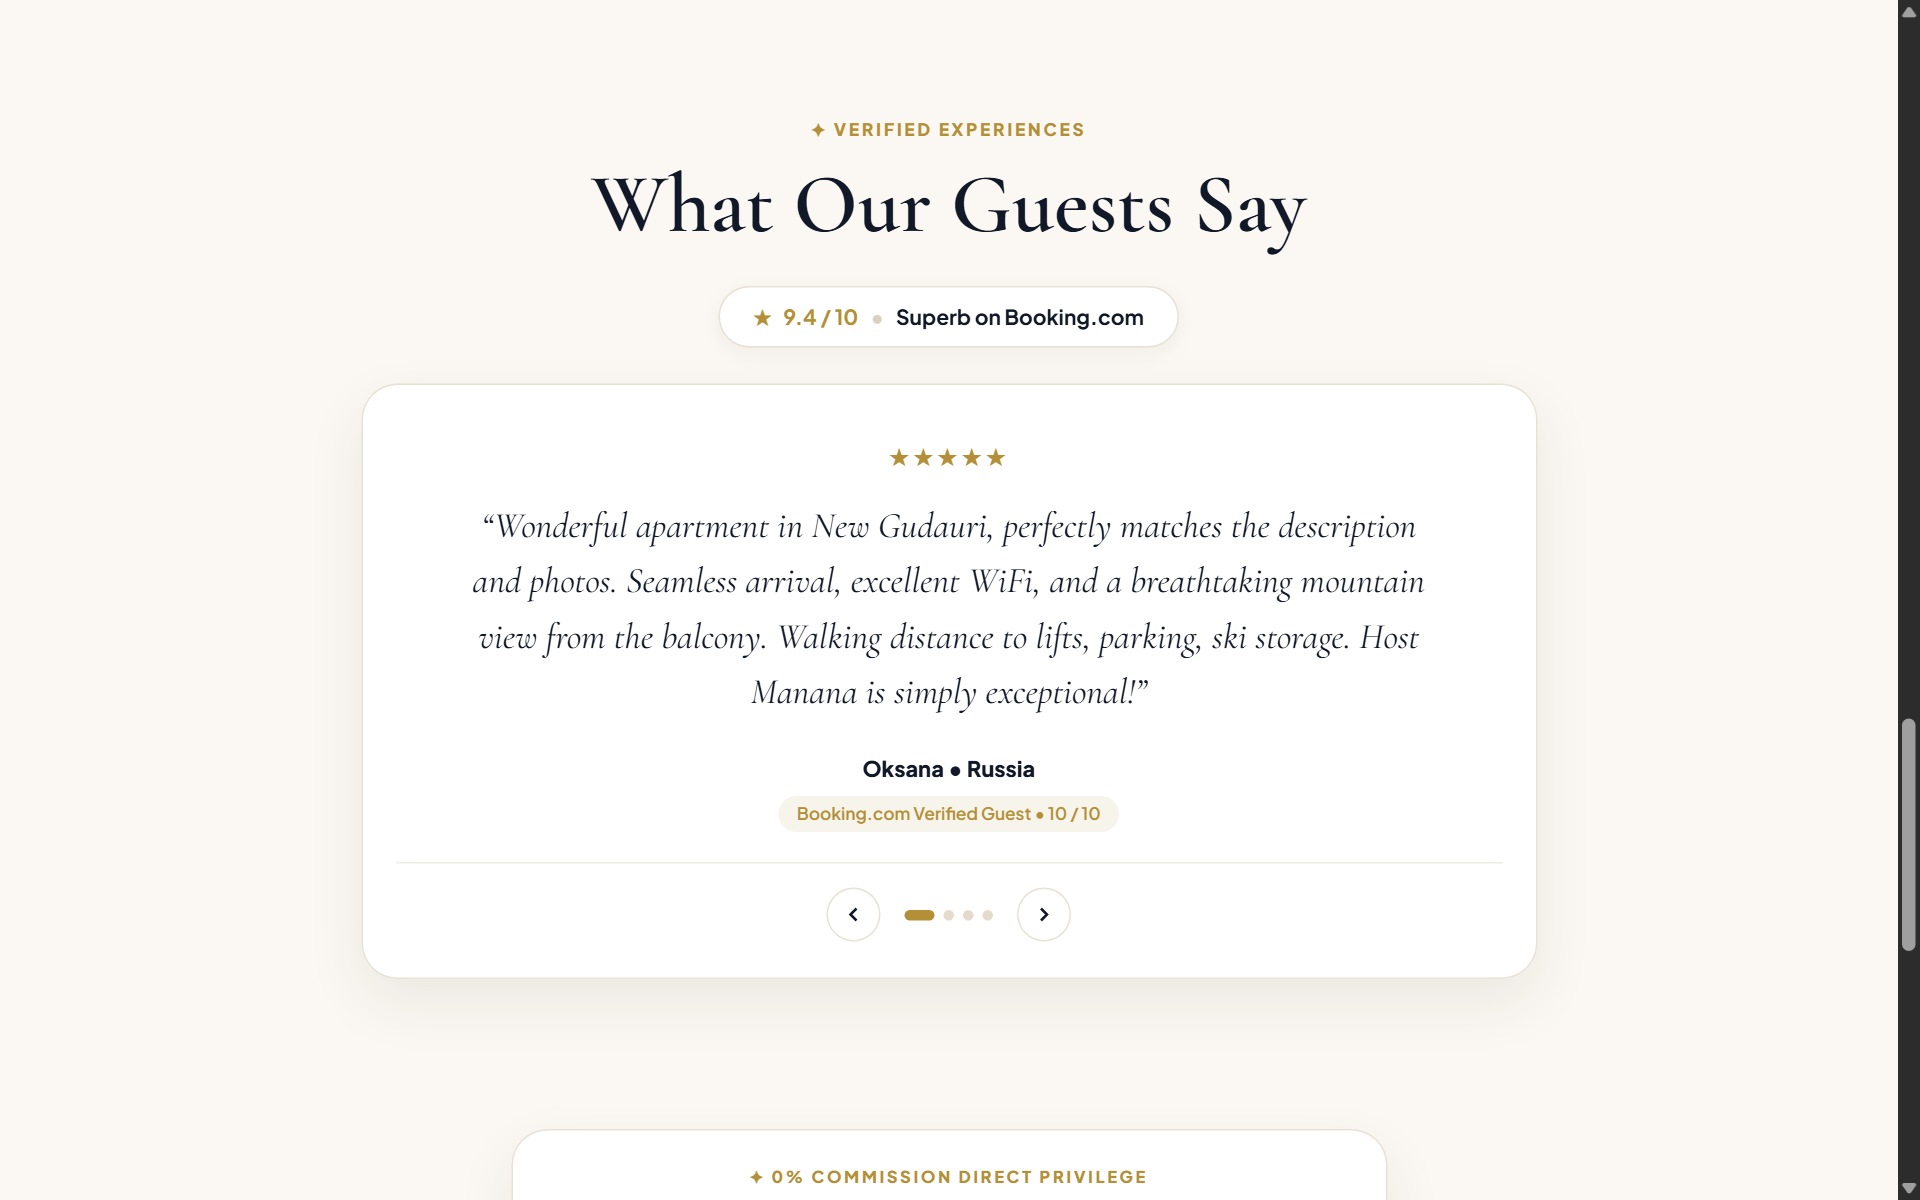 ✦ VERIFIED EXPERIENCES
What Our Guests Say
★ 9.4 / 10 • Superb on Booking.com
★★★★★
“Wonderful apartment in New Gudauri, perfectly matches the description
and photos. Seamless arrival, excellent WiFi, and a breathtaking mountain
view from the balcony. Walking distance to lifts, parking, ski storage. Host
Manana is simply exceptional!”
Oksana • Russia
Booking.com Verified Guest • 10 / 10
✦ 0% COMMISSION DIRECT PRIVILEGE